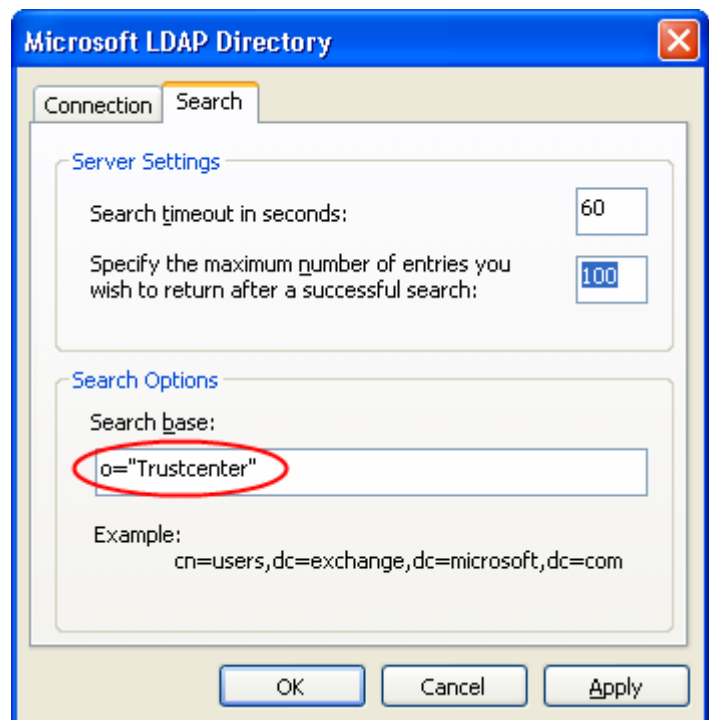 Microsoft LDAP Directory
Connection
Search
Server Settings
Search timeout in seconds:
60
Specify the maximum number of entries you
wish to return after a successful search:
100
Search Options
Search base:
o="Trustcenter"
Example:
cn=users,dc=exchange,dc=microsoft,dc=com
OK
Cancel
Apply